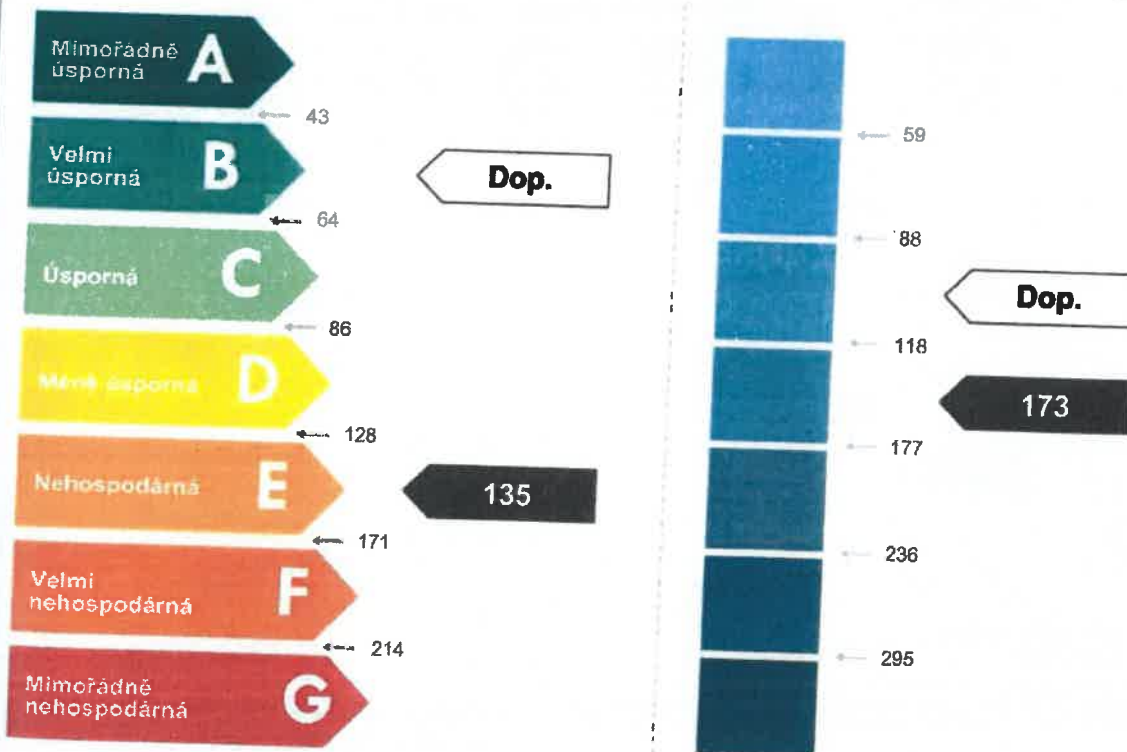 Mimořádně
úsporná
A
43
Velmi
úsporná
B
64
Úsporná
C
86
Méně úsporná
D
128
Nehospodárná
E
171
Velmi
nehospodárná
F
214
Mimořádně
nehospodárná
G
Dop.
135
59
88
118
177
236
295
Dop.
173